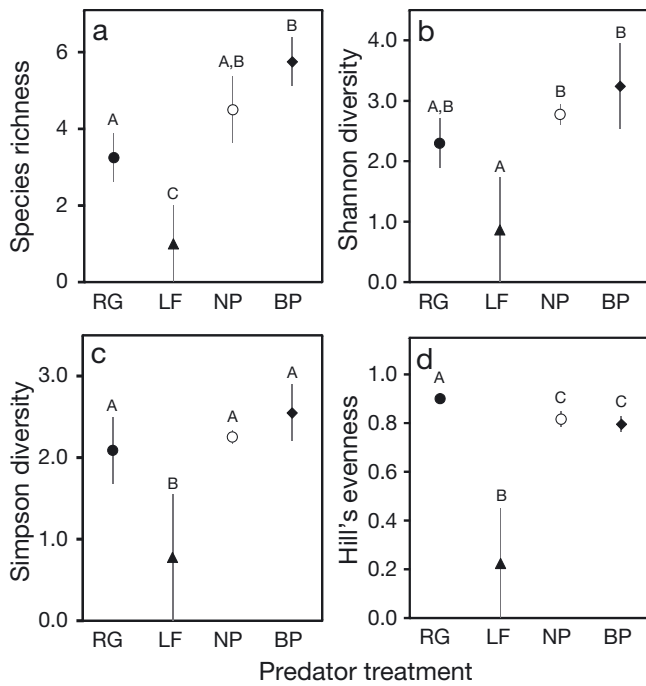 a
b
Species richness
Shannon diversity
6
4
2
0
A
C
A,B
B
RG LF NP BP
4.0
3.0
2.0
1.0
0.0
A,B
A
B
B
RG LF NP BP
c
d
Simpson diversity
Hill's evenness
3.0
2.0
1.0
0.0
A
B
A
A
RG LF NP BP
1.0
0.8
0.6
0.4
0.2
0.0
A
B
C
C
RG LF NP BP
Predator treatment